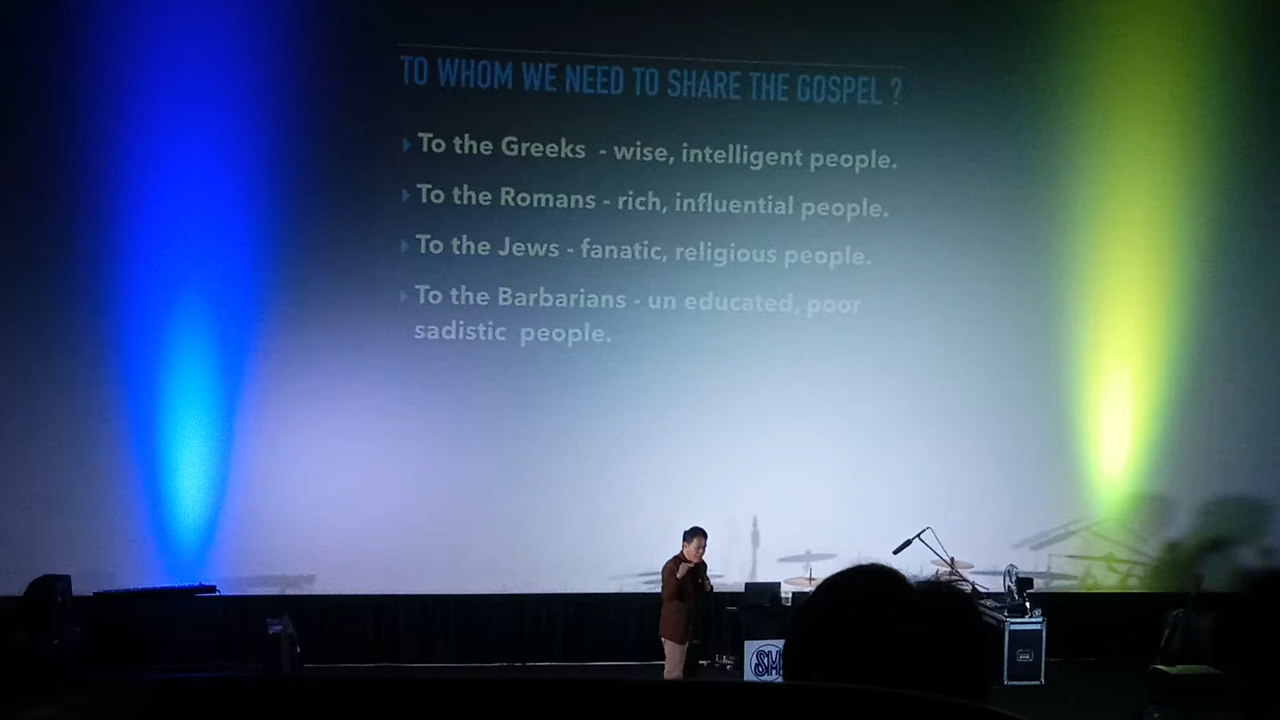 TO WHOM WE NEED TO SHARE THE GOSPEL ?
To the Greeks - wise, intelligent people.
To the Romans - rich, influential people.
To the Jews - fanatic, religious people.
To the Barbarians - un educated, poor
sadistic people.
SM